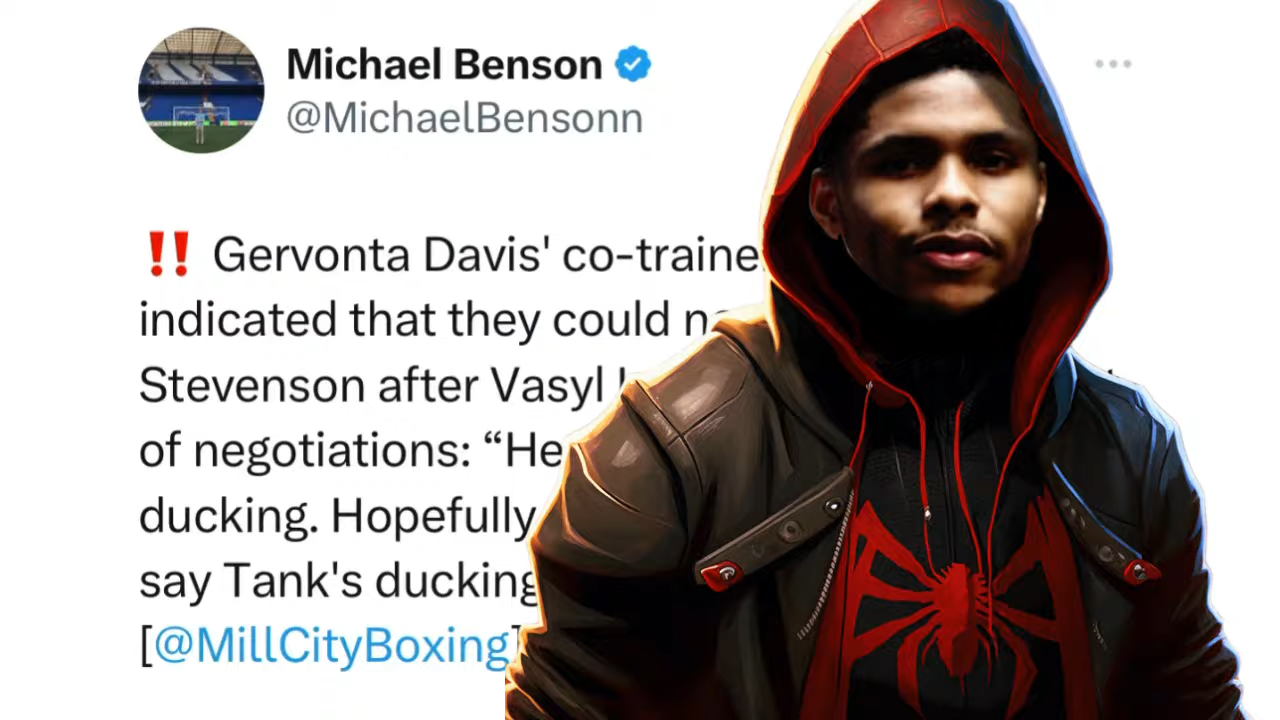 Michael Benson
@MichaelBensonn
‼️ Gervonta Davis' co-trainer
indicated that they could
Stevenson after Vasyl
of negotiations: “He
ducking. Hopefully
say Tank's ducking
[@MillCityBoxing]